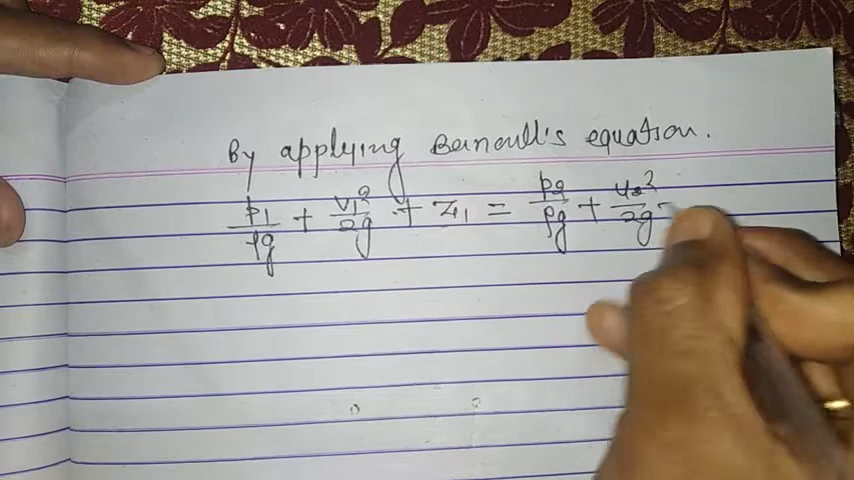 By applying Bernoulli's equation.
p1/ρg + v1²/2g + z1 = p2/ρg + v2²/2g